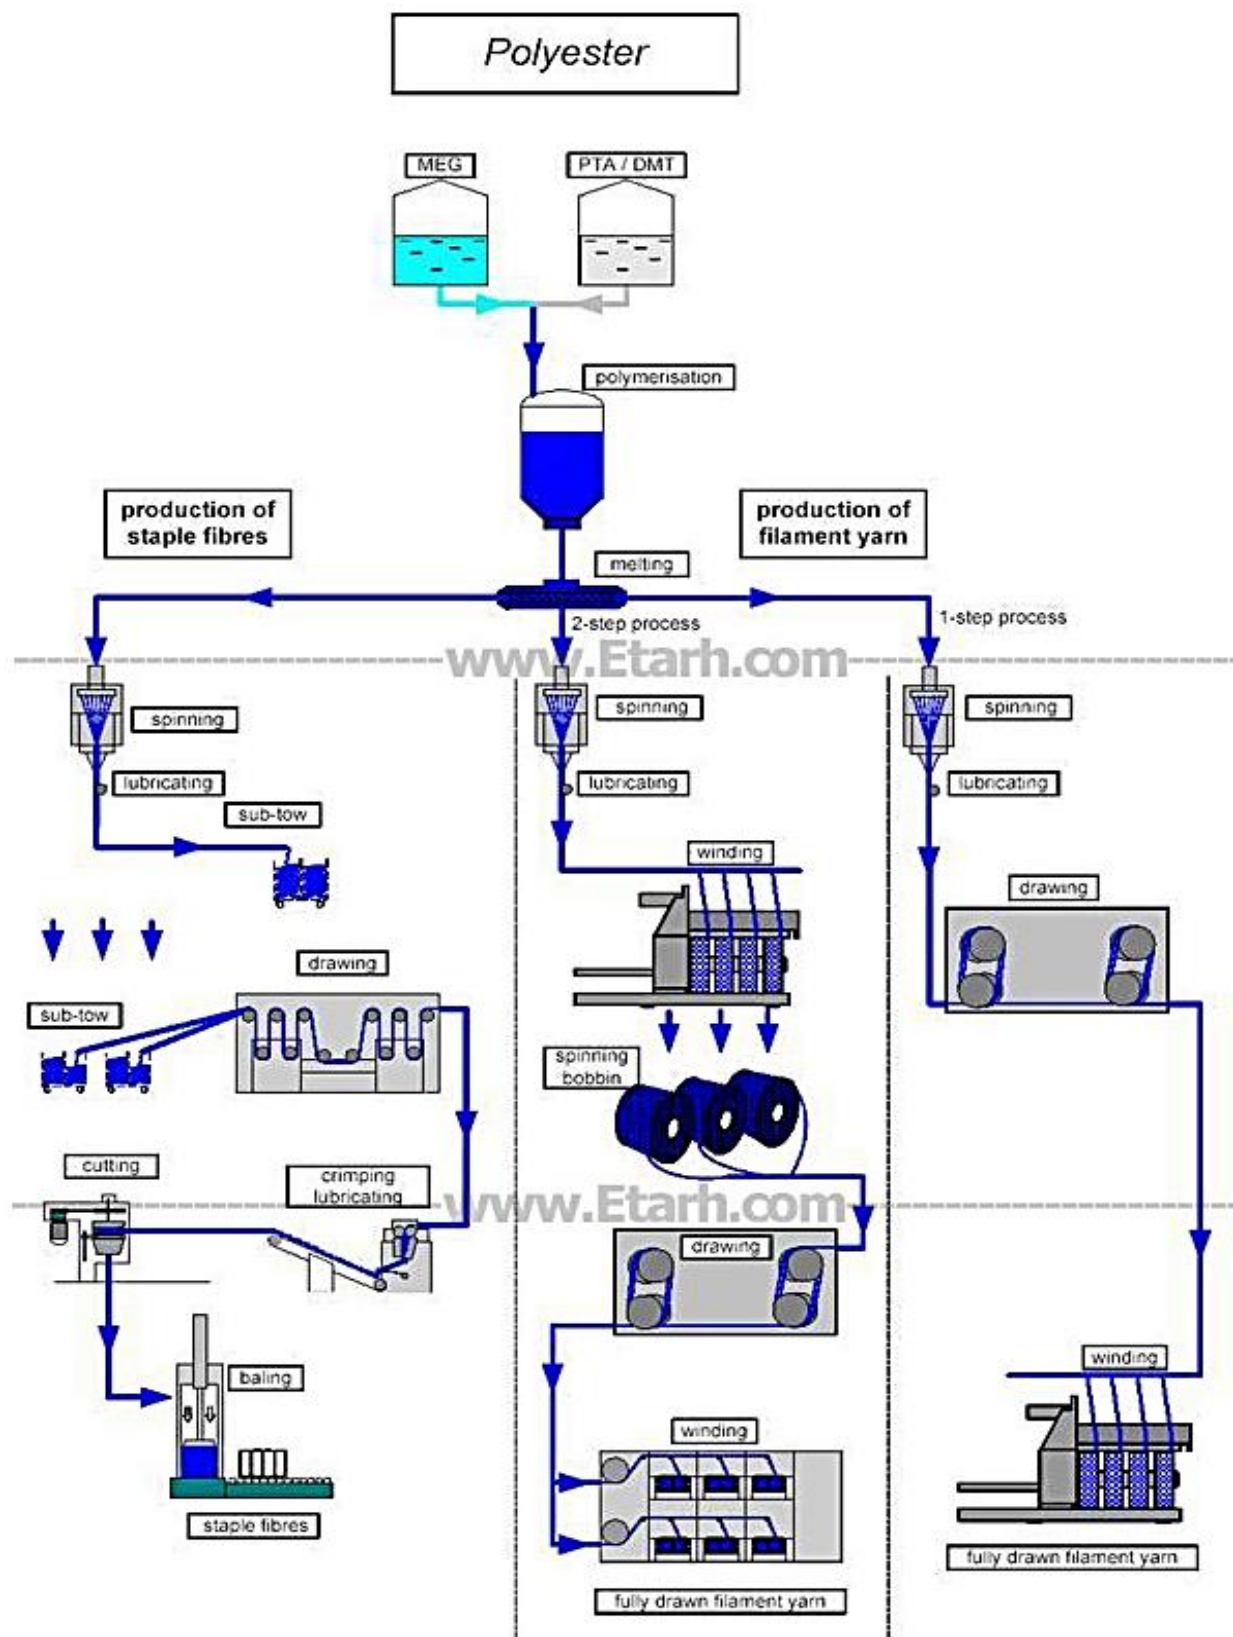 Polyester
MEG
PTA / DMT
polymerisation
production of
staple fibres
production of
filament yarn
melting
2-step process
1-step process
www.Etarh.com
spinning
spinning
spinning
lubricating
lubricating
lubricating
sub-tow
winding
drawing
drawing
sub-tow
spinning
bobbin
cutting
crimping
lubricating
www.Etarh.com
drawing
baling
winding
winding
staple fibres
fully drawn filament yarn
fully drawn filament yarn